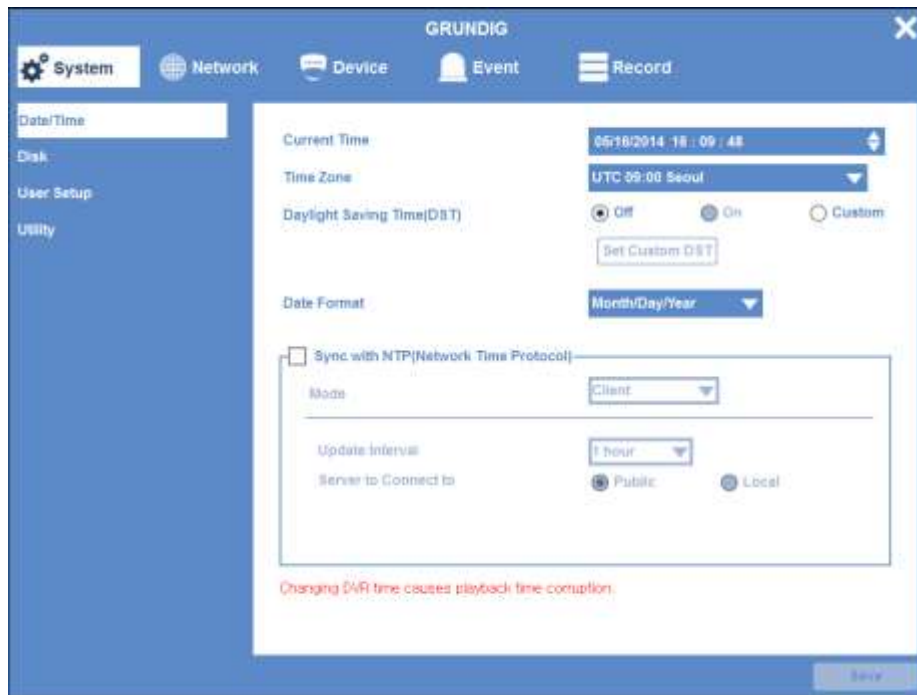 GRUNDIG
System Network Device Event Record
Date/Time
Disk
User Setup
Utility
Current Time 05/16/2014 16 : 09 : 48
Time Zone UTC 09:00 Seoul
Daylight Saving Time(DST) Off On Custom
Set Custom DST
Date Format Month/Day/Year
Sync with NTP(Network Time Protocol)
Mode Client
Update Interval 1 hour
Server to Connect to Public Local
Changing DVR time causes playback time corruption.
Save